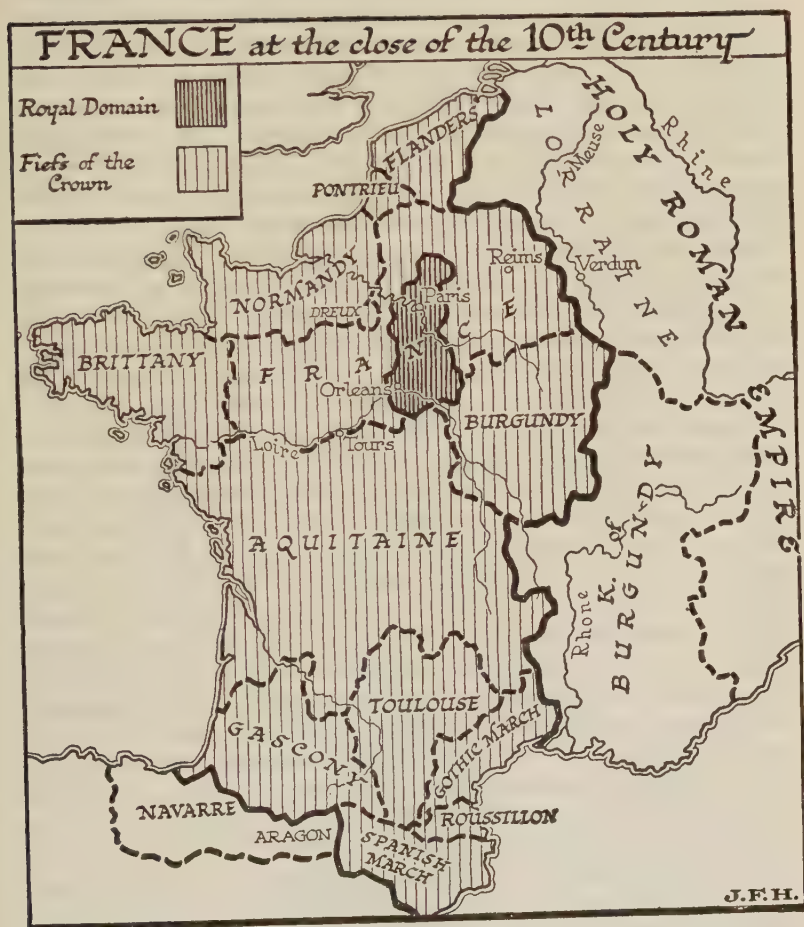 FRANCE at the close of the 10th Century
Royal Domain
Fiefs of the
Crown
FLANDERS
PONTRIEU
NORMANDY
DREUX
BRITTANY
FRANCE
Reims
Paris
Orleans
Verdun
Meuse
LORRAINE
Rhine
HOLY ROMAN
EMPIRE
Loire
Tours
BURGUNDY
AQUITAINE
K. of
BURGUNDY
Rhone
TOULOUSE
GASCONY
GOTHIC MARCH
NAVARRE
ARAGON
ROUSSILLON
SPANISH
MARCH
J.F.H.